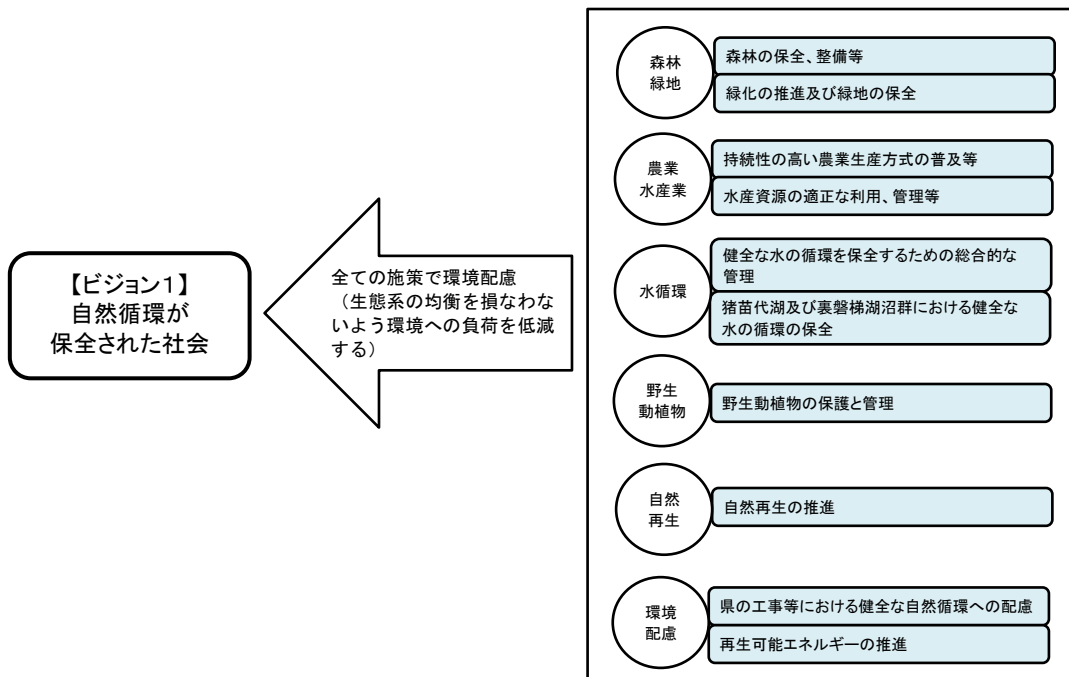 【ビジョン1】
自然循環が
保全された社会
全ての施策で環境配慮
（生態系の均衡を損なわな
いよう環境への負荷を低減
する）
森林
緑地
森林の保全、整備等
緑化の推進及び緑地の保全
農業
水産業
持続性の高い農業生産方式の普及等
水産資源の適正な利用、管理等
水循環
健全な水の循環を保全するための総合的な
管理
猪苗代湖及び裏磐梯湖沼群における健全な
水の循環の保全
野生
動植物
野生動植物の保護と管理
自然
再生
自然再生の推進
環境
配慮
県の工事等における健全な自然循環への配慮
再生可能エネルギーの推進